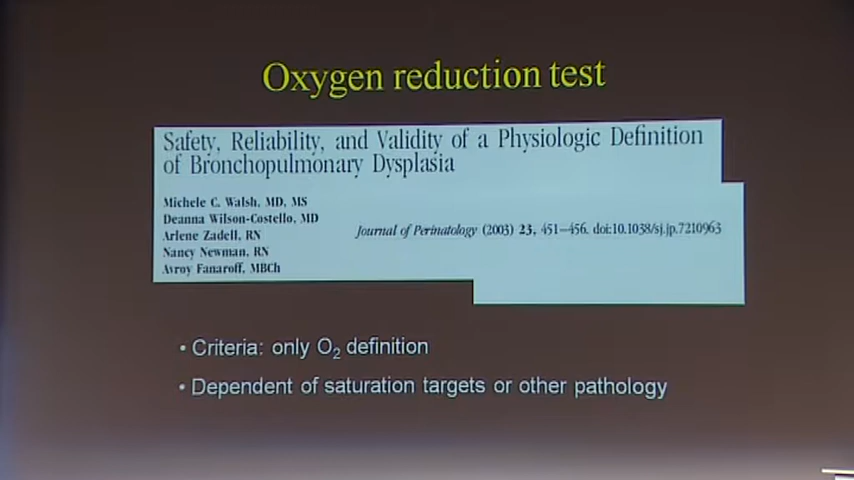 Oxygen reduction test
Safety, Reliability, and Validity of a Physiologic Definition
of Bronchopulmonary Dysplasia
Michele C. Walsh, MD, MS
Deanna Wilson-Costello, MD
Arlene Zadell, RN
Nancy Newman, RN
Avroy Fanaroff, MBCh
Journal of Perinatology (2003) 23, 451–456. doi:10.1038/sj.jp.7210963
• Criteria: only O₂ definition
• Dependent of saturation targets or other pathology